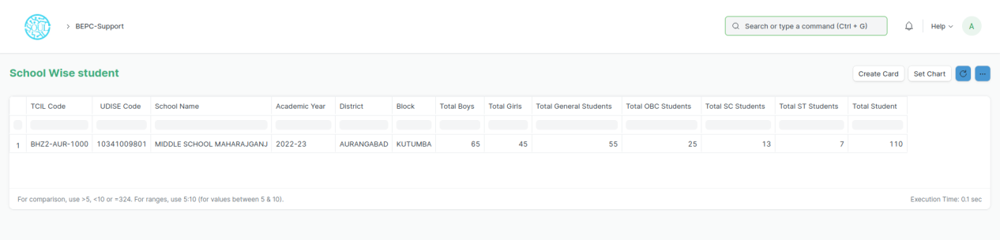 SOUL
> BEPC-Support
Search or type a command (Ctrl + G)
Help
A
School Wise student
Create Card
Set Chart
...
TCIL Code UDISE Code School Name Academic Year District Block Total Boys Total Girls Total General Students Total OBC Students Total SC Students Total ST Students Total Student
1 BHZ2-AUR-1000 10341009801 MIDDLE SCHOOL MAHARAJGANJ 2022-23 AURANGABAD KUTUMBA 65 45 55 25 13 7 110
For comparison, use >5, <10 or =324. For ranges, use 5:10 (for values between 5 & 10).
Execution Time: 0.1 sec